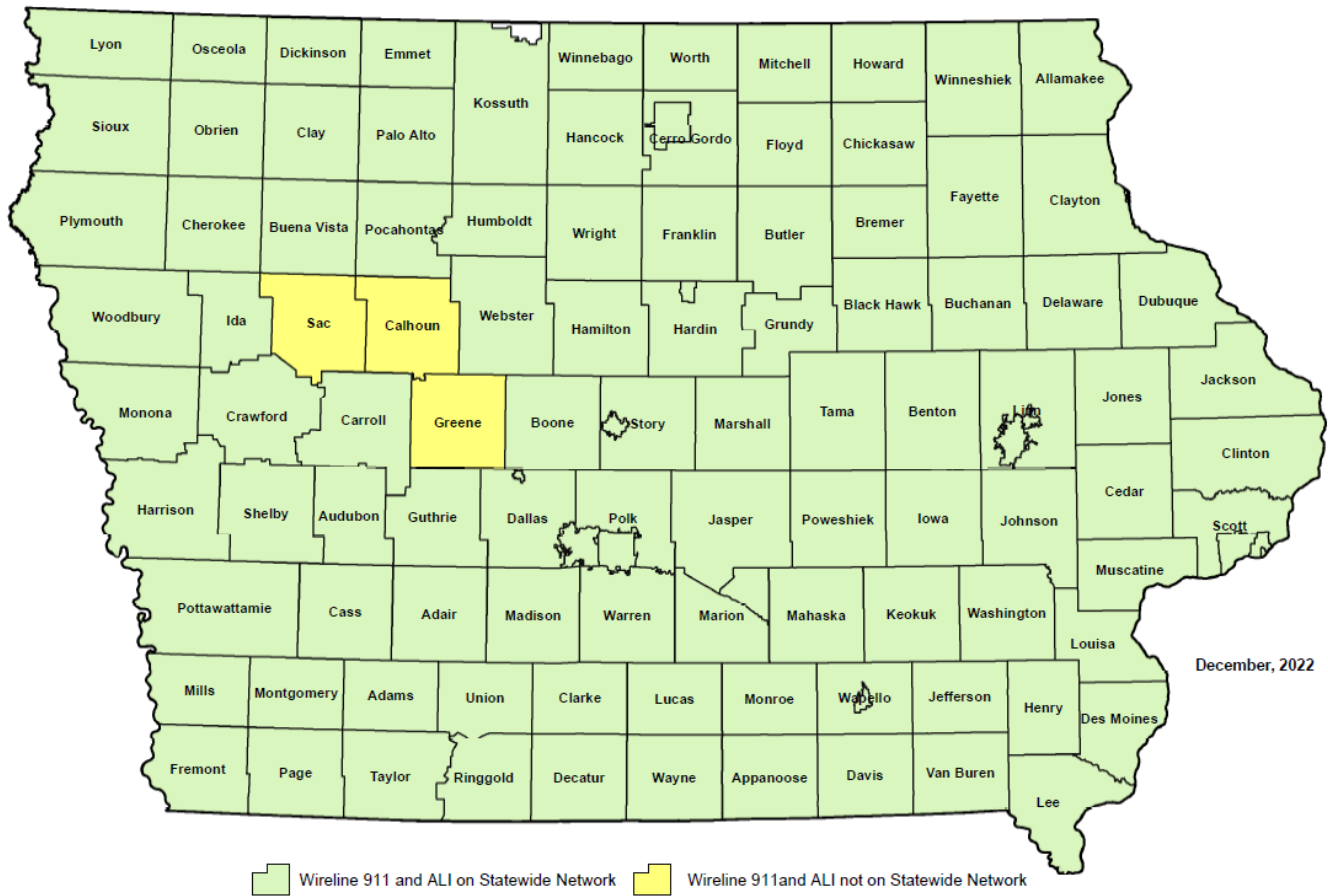 Lyon Osceola Dickinson Emmet Winnebago Worth Mitchell Howard Winneshiek Allamakee
Kossuth
Sioux Obrien Clay Palo Alto Hancock Cerro Gordo Floyd Chickasaw
Fayette Clayton
Plymouth Cherokee Buena Vista Pocahontas Humboldt Wright Franklin Butler Bremer
Woodbury Ida Sac Calhoun Webster Hamilton Hardin Grundy Black Hawk Buchanan Delaware Dubuque
Monona Crawford Carroll Greene Boone Story Marshall Tama Benton Linn Jones Jackson
Clinton
Harrison Shelby Audubon Guthrie Dallas Polk Jasper Poweshiek Iowa Johnson Cedar Scott
Muscatine
Pottawattamie Cass Adair Madison Warren Marion Mahaska Keokuk Washington Louisa
December, 2022
Mills Montgomery Adams Union Clarke Lucas Monroe Wapello Jefferson Henry Des Moines
Fremont Page Taylor Ringgold Decatur Wayne Appanoose Davis Van Buren Lee
Wireline 911 and ALI on Statewide Network Wireline 911and ALI not on Statewide Network